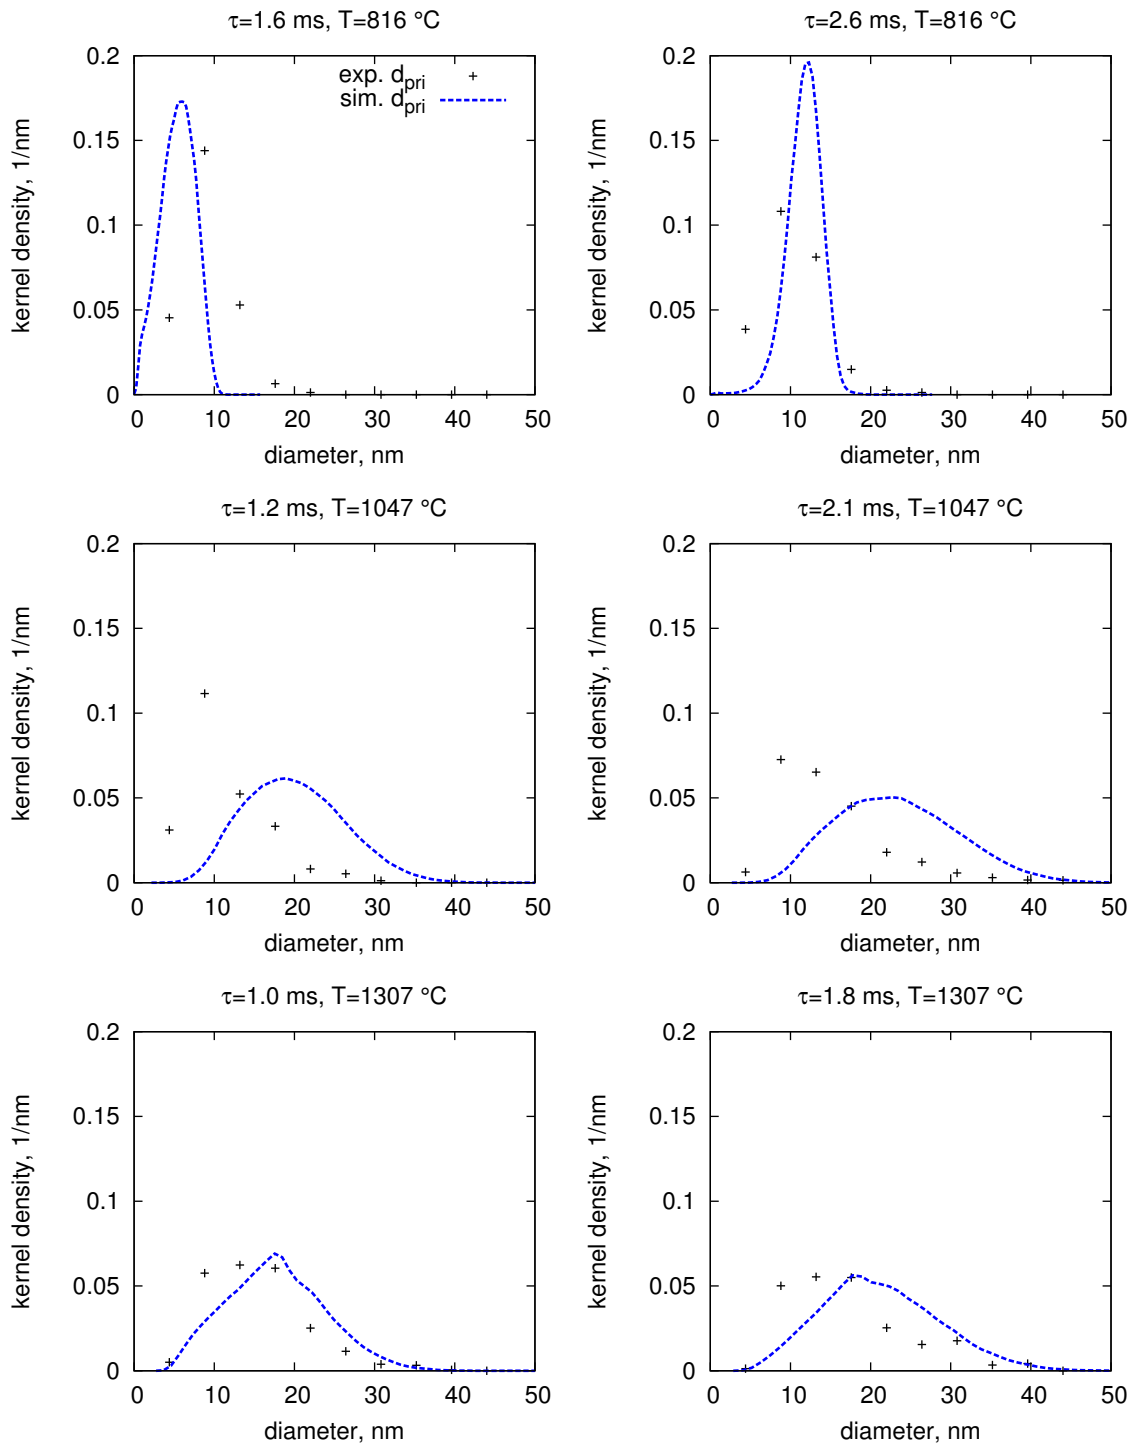 τ=1.6 ms, T=816 °C
exp. d_pri
sim. d_pri
0.2
0.15
0.1
0.05
0
kernel density, 1/nm
0 10 20 30 40 50
diameter, nm
τ=2.6 ms, T=816 °C
0.2
0.15
0.1
0.05
0
kernel density, 1/nm
0 10 20 30 40 50
diameter, nm
τ=1.2 ms, T=1047 °C
0.2
0.15
0.1
0.05
0
kernel density, 1/nm
0 10 20 30 40 50
diameter, nm
τ=2.1 ms, T=1047 °C
0.2
0.15
0.1
0.05
0
kernel density, 1/nm
0 10 20 30 40 50
diameter, nm
τ=1.0 ms, T=1307 °C
0.2
0.15
0.1
0.05
0
kernel density, 1/nm
0 10 20 30 40 50
diameter, nm
τ=1.8 ms, T=1307 °C
0.2
0.15
0.1
0.05
0
kernel density, 1/nm
0 10 20 30 40 50
diameter, nm